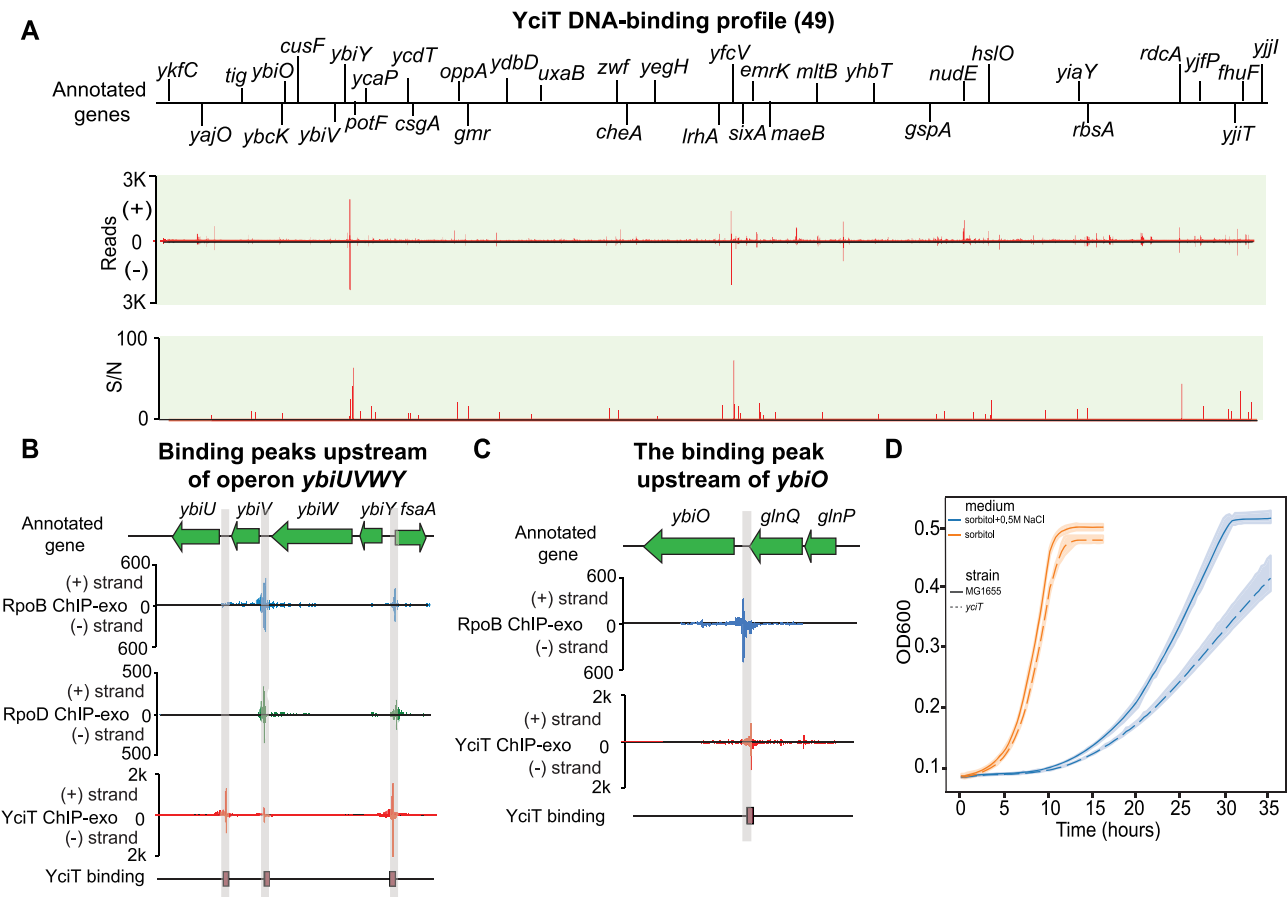 A
YciT DNA-binding profile (49)
Annotated
genes
ykfC
tig
ybiO
cusF
ybiY
ycaP
ycdT
oppA
ydbD
uxaB
zwf
yegH
yfcV
emrK
mltB
yhbT
nudE
hslO
yiaY
rdcA
yjfP
fhuF
yjjI
yajO
ybcK
ybiV
potF
csgA
gmr
cheA
lrhA
sixA
maeB
gspA
rbsA
yjiT
Reads
3K
(+)
0
(-)
3K
S/N
100
0
B
Binding peaks upstream
of operon ybiUVWY
Annotated
gene
ybiU
ybiV
ybiW
ybiY
fsaA
600
(+) strand
RpoB ChIP-exo
0
(-) strand
600
500
(+) strand
RpoD ChIP-exo
0
(-) strand
500
2k
(+) strand
YciT ChIP-exo
0
(-) strand
2k
YciT binding
C
The binding peak
upstream of ybiO
Annotated
gene
ybiO
glnQ
glnP
600
(+) strand
RpoB ChIP-exo
0
(-) strand
600
2k
(+) strand
YciT ChIP-exo
0
(-) strand
2k
YciT binding
D
medium
sorbitol+0,5M NaCl
sorbitol
strain
MG1655
yciT
OD600
0.5
0.4
0.3
0.2
0.1
0 5 10 15 20 25 30 35
Time (hours)